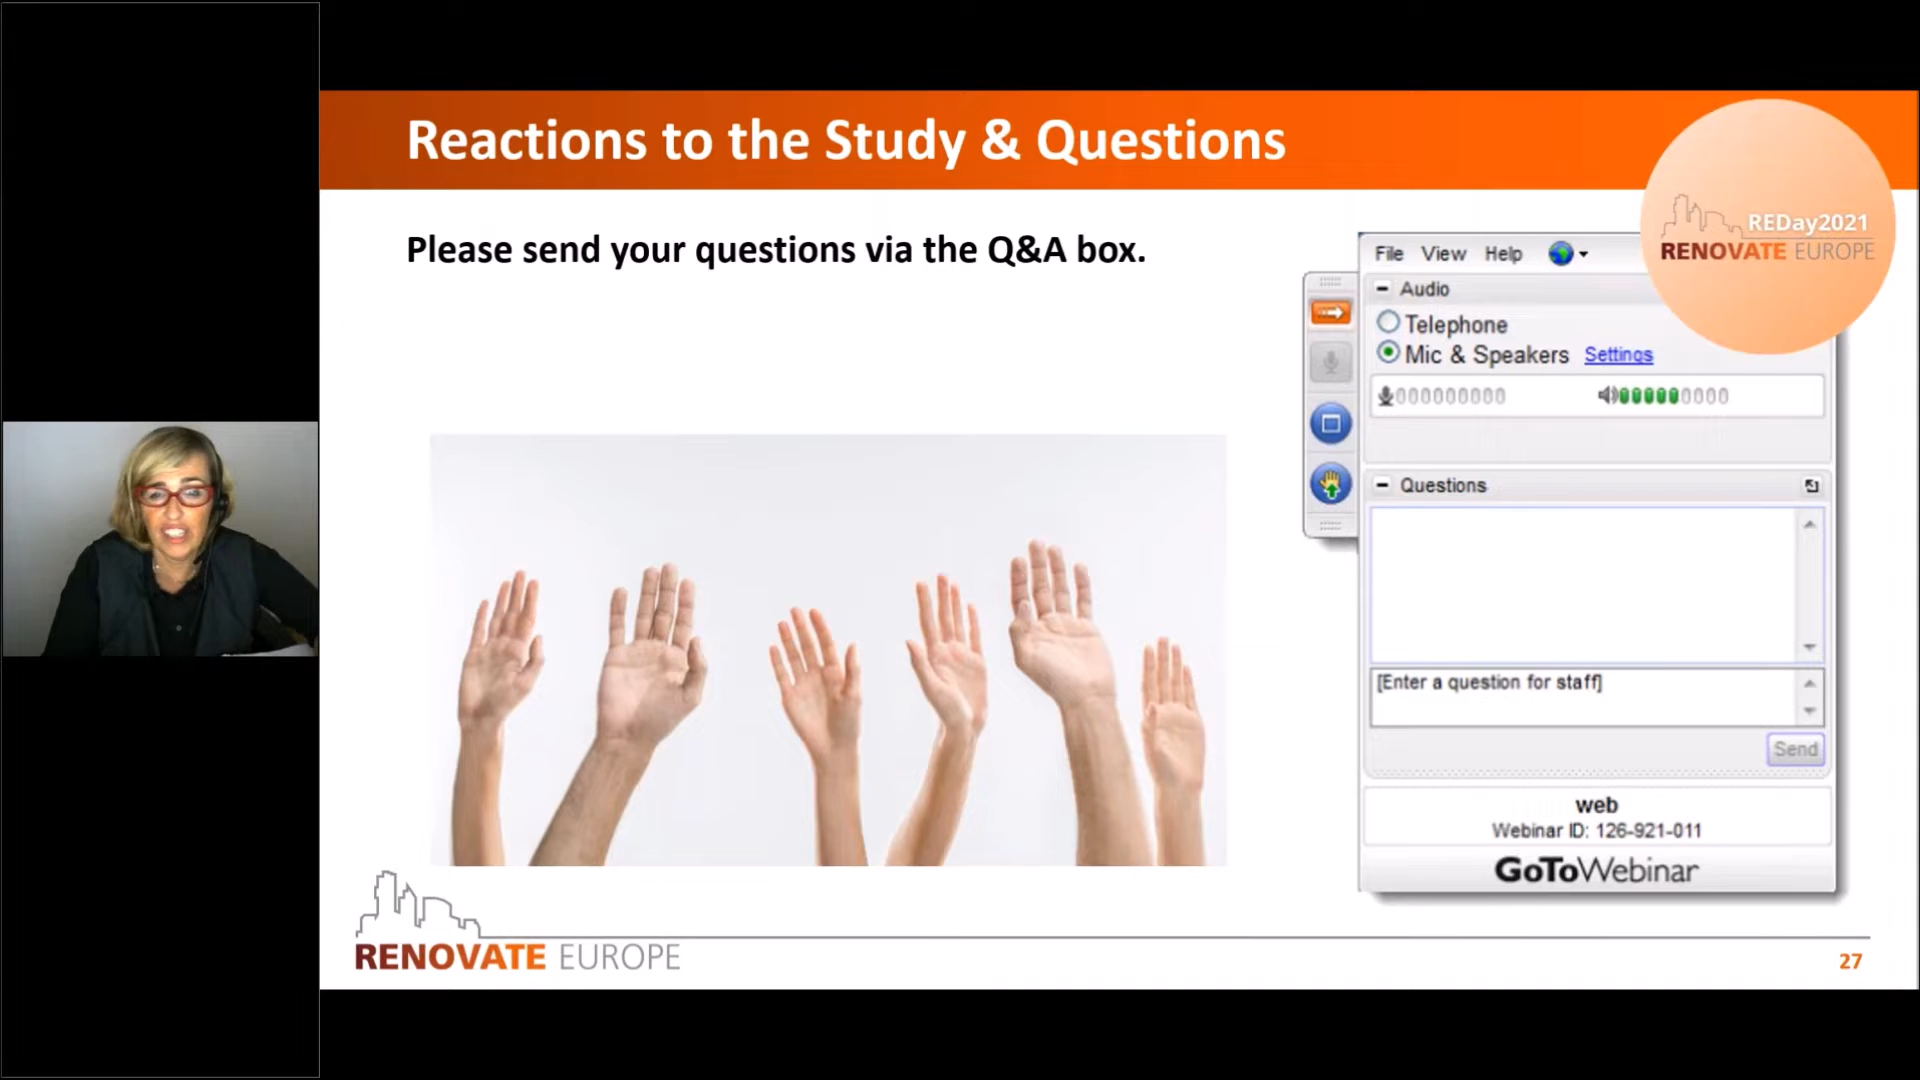 Reactions to the Study & Questions
REDay2021
RENOVATE EUROPE
Please send your questions via the Q&A box.
File View Help
Audio
Telephone
Mic & Speakers Settings
Questions
[Enter a question for staff]
Send
web
Webinar ID: 126-921-011
GoToWebinar
RENOVATE EUROPE
27